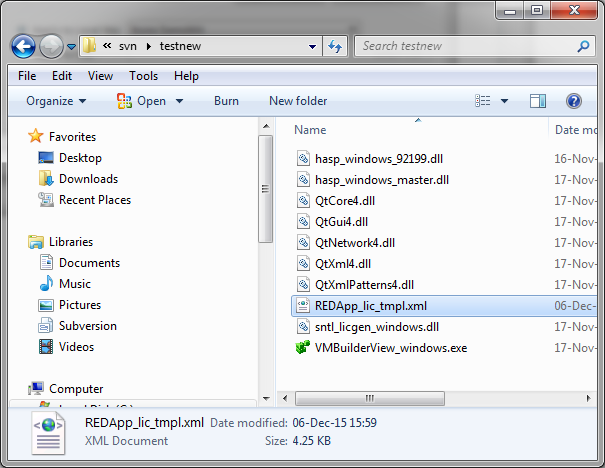 « svn ▸ testnew
Search testnew
File Edit View Tools Help
Organize Open Burn New folder
Name Date mo
Favorites
Desktop
Downloads
Recent Places
Libraries
Documents
Music
Pictures
Subversion
Videos
Computer
hasp_windows_92199.dll 16-Nov-
hasp_windows_master.dll 17-Nov-
QtCore4.dll 17-Nov-
QtGui4.dll 17-Nov-
QtNetwork4.dll 17-Nov-
QtXml4.dll 17-Nov-
QtXmlPatterns4.dll 17-Nov-
REDApp_lic_tmpl.xml 06-Dec-
sntl_licgen_windows.dll 17-Nov-
VMBuilderView_windows.exe 17-Nov-
REDApp_lic_tmpl.xml Date modified: 06-Dec-15 15:59
XML Document Size: 4.25 KB